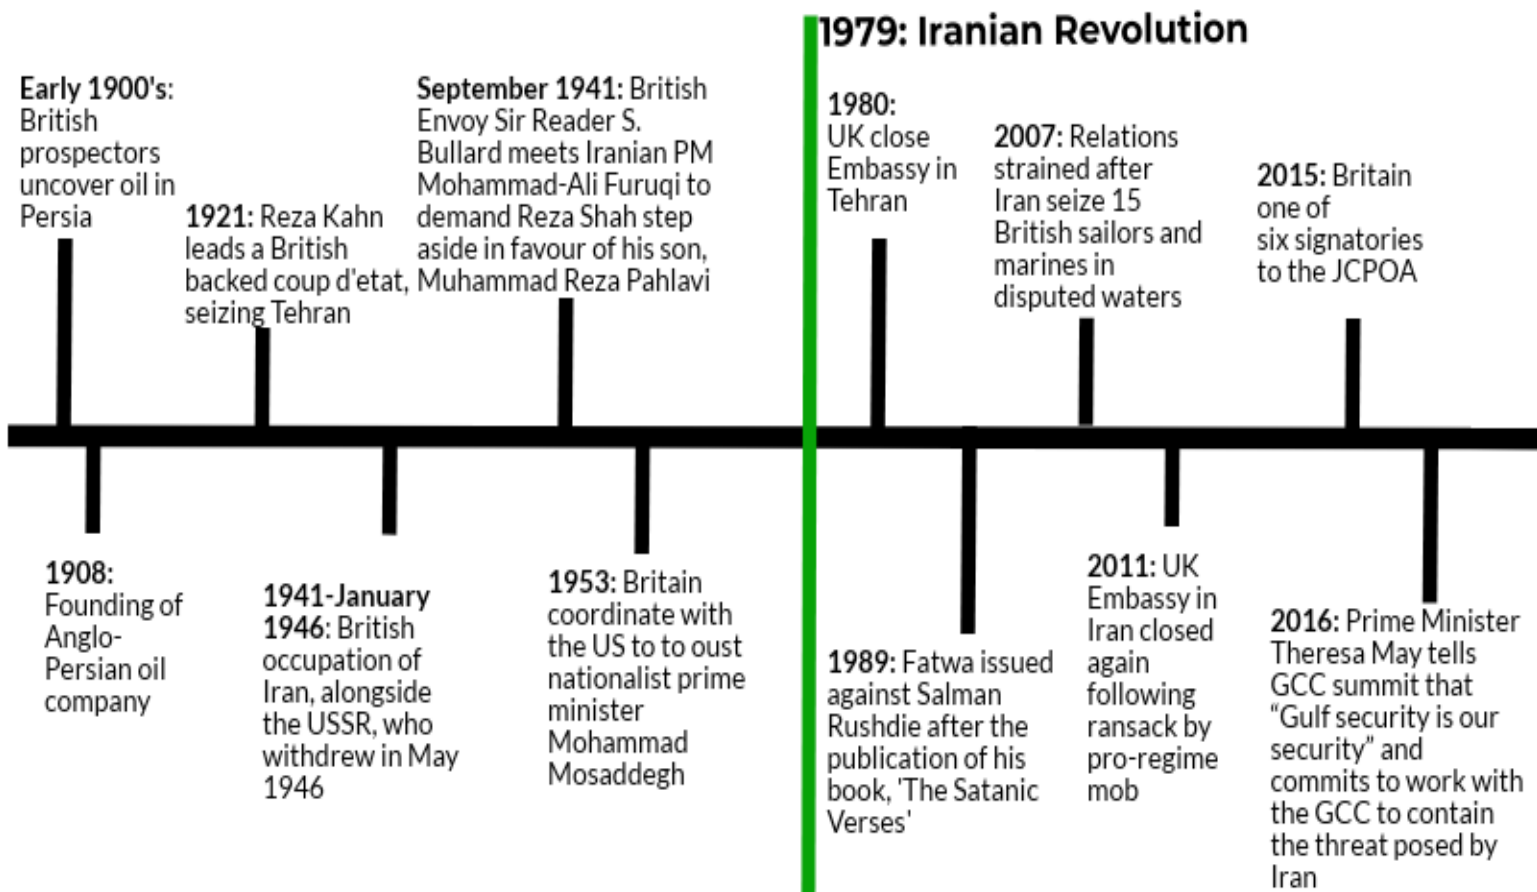 1979: Iranian Revolution
Early 1900's:
British
prospectors
uncover oil in
Persia
1921: Reza Kahn
leads a British
backed coup d'etat,
seizing Tehran
September 1941: British
Envoy Sir Reader S.
Bullard meets Iranian PM
Mohammad-Ali Furuqi to
demand Reza Shah step
aside in favour of his son,
Muhammad Reza Pahlavi
1980:
UK close
Embassy in
Tehran
2007: Relations
strained after
Iran seize 15
British sailors and
marines in
disputed waters
2015: Britain
one of
six signatories
to the JCPOA
1908:
Founding of
Anglo-
Persian oil
company
1941-January
1946: British
occupation of
Iran, alongside
the USSR, who
withdrew in May
1946
1953: Britain
coordinate with
the US to to oust
nationalist prime
minister
Mohammad
Mosaddegh
1989: Fatwa issued
against Salman
Rushdie after the
publication of his
book, 'The Satanic
Verses'
2011: UK
Embassy in
Iran closed
again
following
ransack by
pro-regime
mob
2016: Prime Minister
Theresa May tells
GCC summit that
“Gulf security is our
security” and
commits to work with
the GCC to contain
the threat posed by
Iran